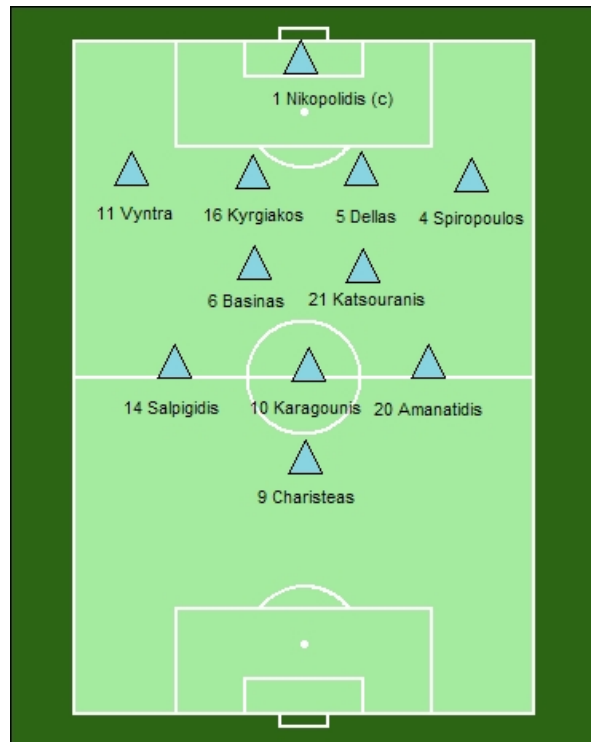 1 Nikopolidis (c)
11 Vyntra
16 Kyrgiakos
5 Dellas
4 Spiropoulos
6 Basinas
21 Katsouranis
14 Salpigidis
10 Karagounis
20 Amanatidis
9 Charisteas